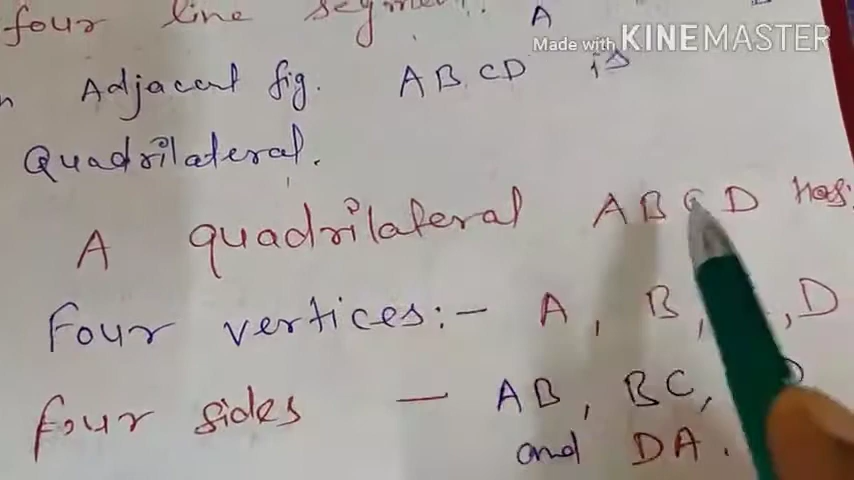 four line segment. A
Made with KINEMASTER
Adjacent fig. ABCD is
Quadrilateral.
A quadrilateral ABCD has:
Four vertices:- A, B, , D
four sides — AB, BC,
and DA.